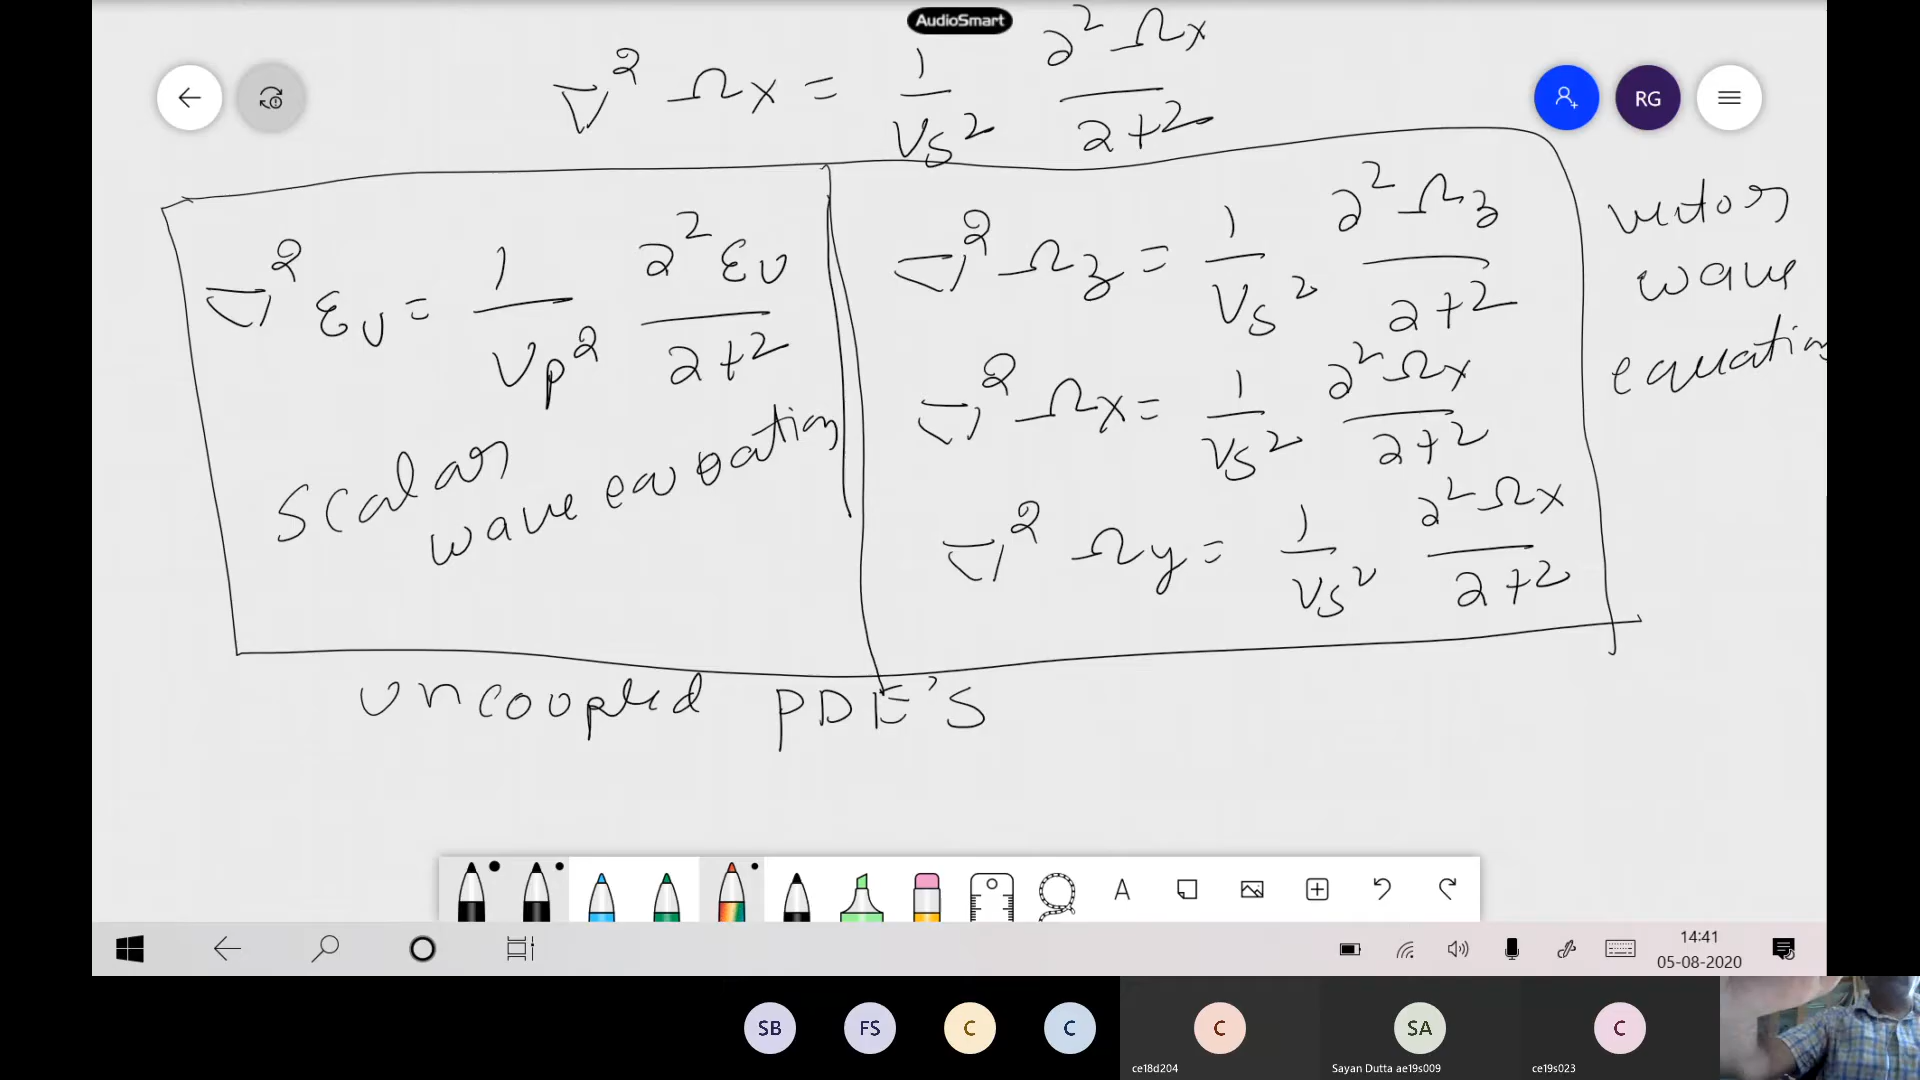 AudioSmart
∇² Ωx = 1/Vs² ∂²Ωx/∂t²
RG
∇² εv = 1/Vp² ∂²εv/∂t²
scalar
wave equation
∇² Ωz = 1/Vs² ∂²Ωz/∂t²
∇² Ωx = 1/Vs² ∂²Ωx/∂t²
∇² Ωy = 1/Vs² ∂²Ωx/∂t²
vector
wave
equation
uncoupled PDE's
A
14:41
05-08-2020
SB
FS
C
C
C
SA
C
ce18d204
Sayan Dutta ae19s009
ce19s023